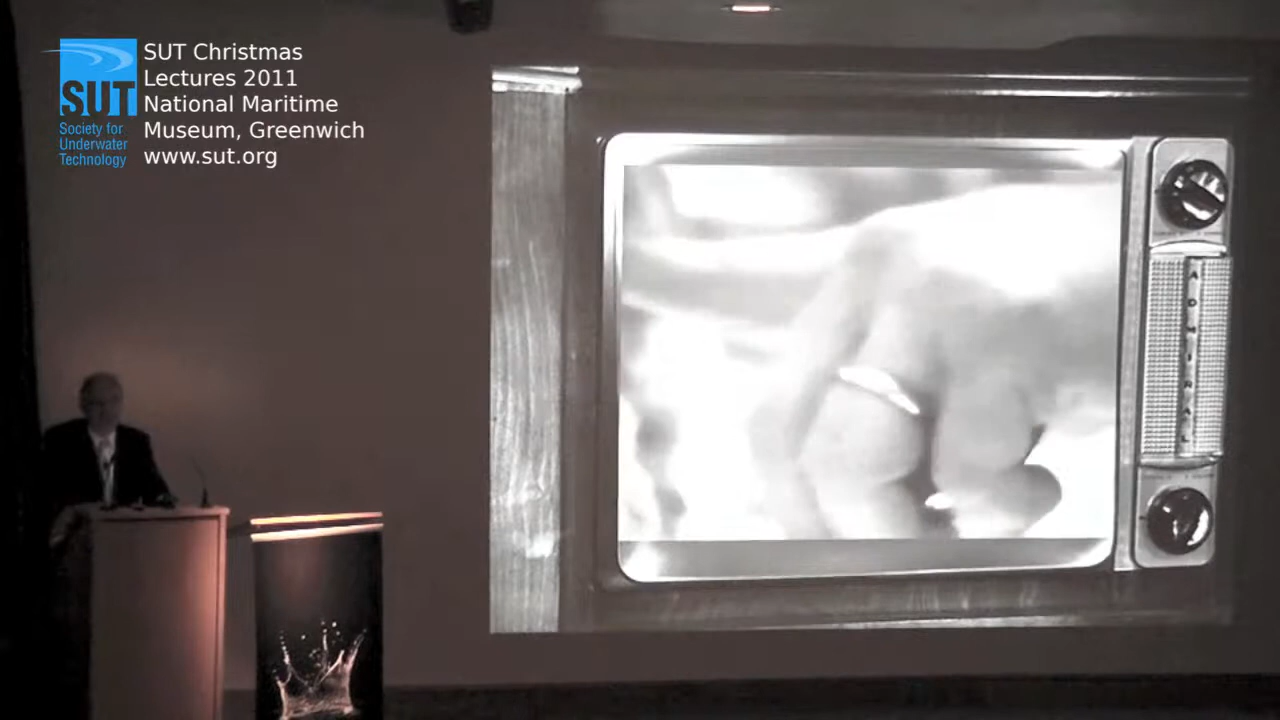 SUT
Society for
Underwater
Technology
SUT Christmas
Lectures 2011
National Maritime
Museum, Greenwich
www.sut.org
ADMIRAL